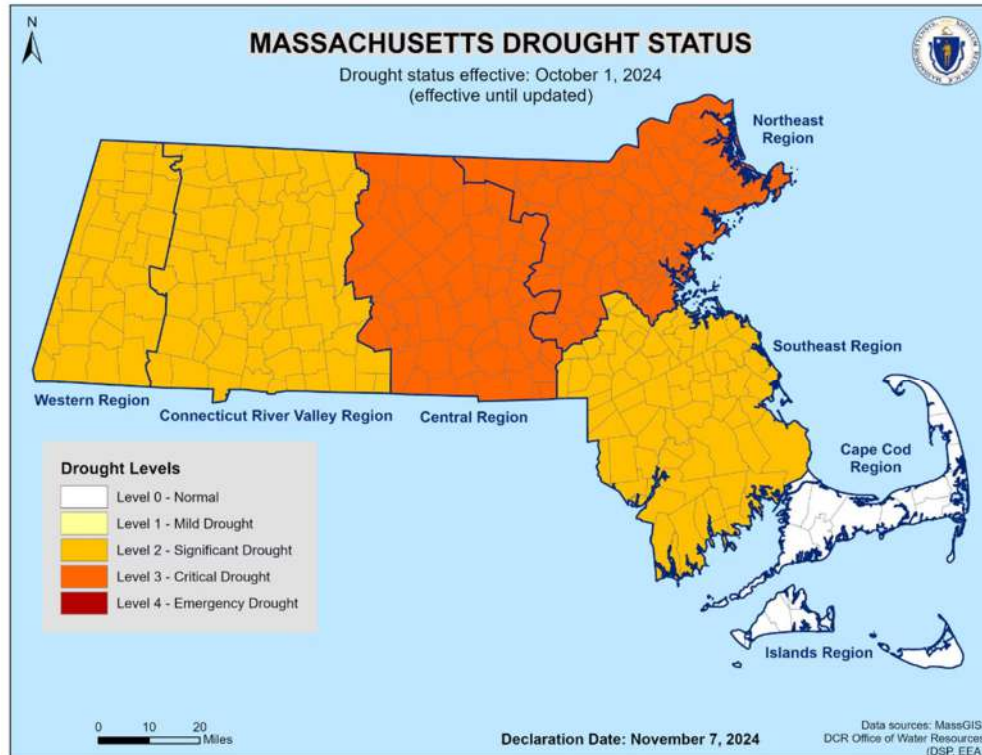 N
MASSACHUSETTS DROUGHT STATUS
Drought status effective: October 1, 2024
(effective until updated)
Northeast
Region
Southeast Region
Western Region
Connecticut River Valley Region
Central Region
Cape Cod
Region
Drought Levels
Level 0 - Normal
Level 1 - Mild Drought
Level 2 - Significant Drought
Level 3 - Critical Drought
Level 4 - Emergency Drought
Islands Region
0 10 20
Miles
Declaration Date: November 7, 2024
Data sources: MassGIS
DCR Office of Water Resources
(DSP, EEA